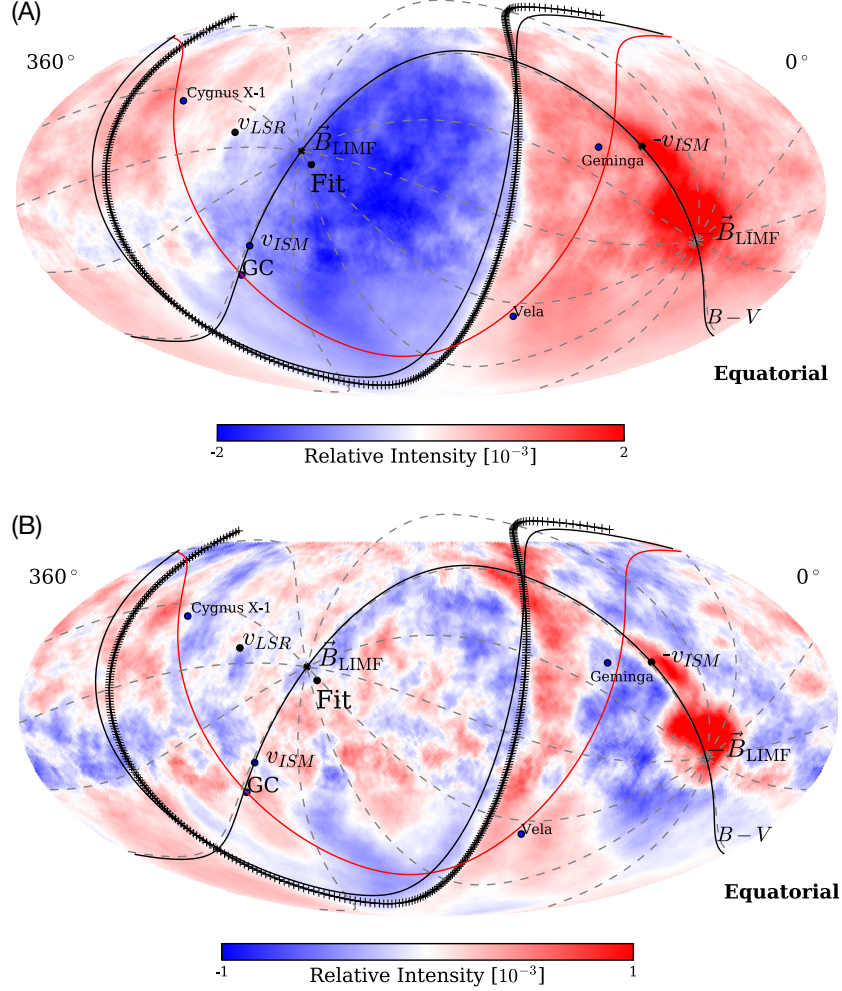 (A)
360°
0°
Cygnus X-1
v_LSR
B⃗_LIMF
Fit
-v_ISM
Geminga
v_ISM
GC
-B⃗_LIMF
Vela
B − V
Equatorial
-2
2
Relative Intensity [10⁻³]
(B)
360°
0°
Cygnus X-1
v_LSR
B⃗_LIMF
Fit
-v_ISM
Geminga
v_ISM
GC
-B⃗_LIMF
Vela
B − V
Equatorial
-1
1
Relative Intensity [10⁻³]